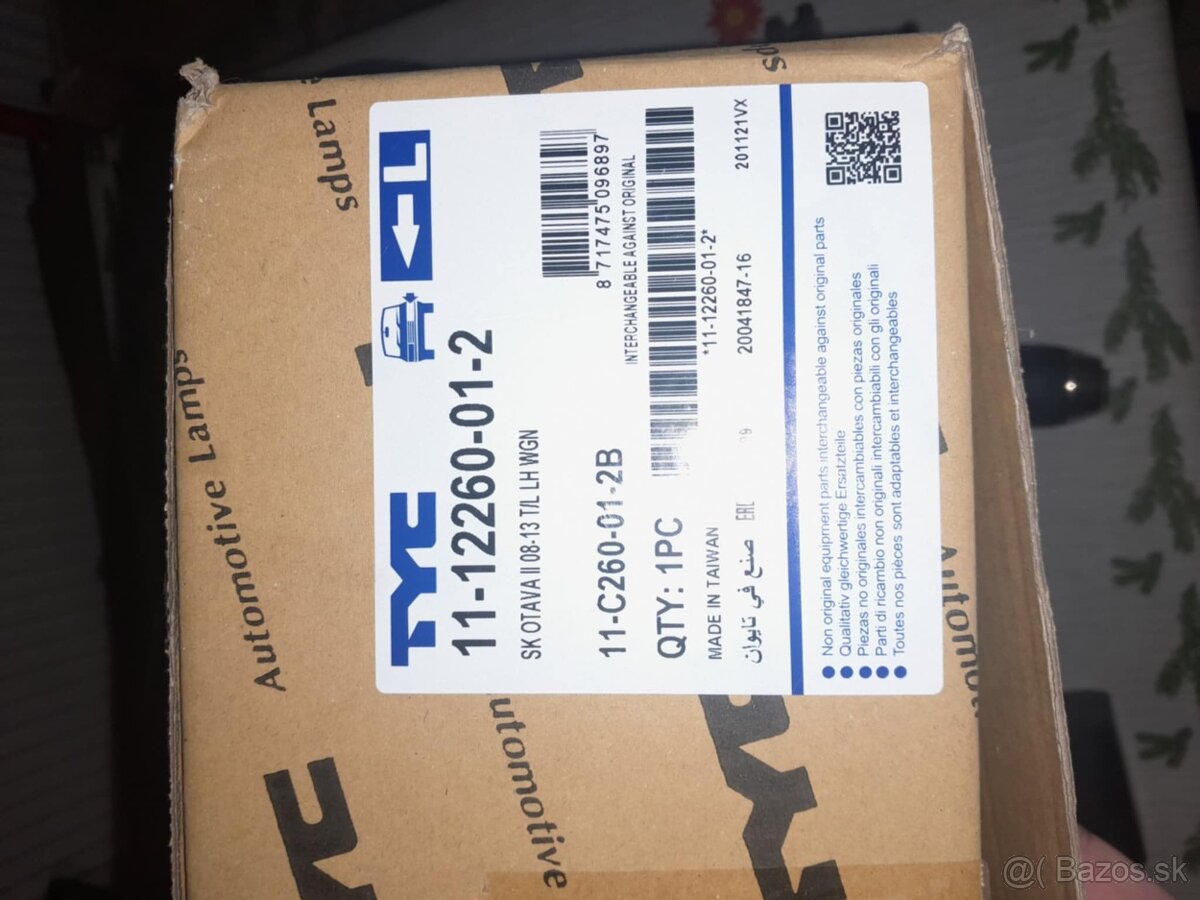 TYC
L
11-12260-01-2
SK OTAVA II 08-13 T/L LH WGN
8 717475 096897
INTERCHANGEABLE AGAINST ORIGINAL
11-C260-01-2B
QTY: 1PC
*11-12260-01-2*
MADE IN TAIWAN
20041847-16
201121VX
صنع في تايوان
EAC
Non original equipment parts interchangeable against original parts
Qualitativ gleichwertige Ersatzteile
Piezas no originales intercambiables con piezas originales
Parti di ricambio non originali intercambiabili con gli originali
Toutes nos pièces sont adaptables et interchangeables
Automotive Lamps
Lamps
utomotive
Automot
@( Bazos.sk